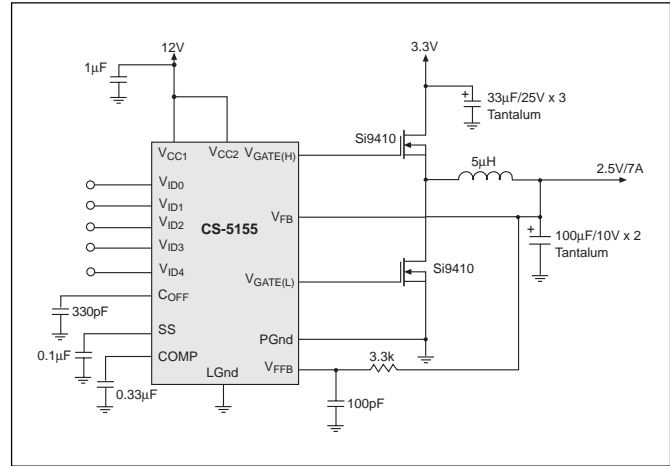 12V
3.3V
1µF
33µF/25V x 3
Tantalum
Si9410
5µH
2.5V/7A
VCC1
VCC2
VGATE(H)
VID0
VID1
VID2
VID3
VID4
CS-5155
VFB
100µF/10V x 2
Tantalum
VGATE(L)
Si9410
COFF
330pF
SS
0.1µF
PGnd
COMP
0.33µF
LGnd
VFFB
3.3k
100pF